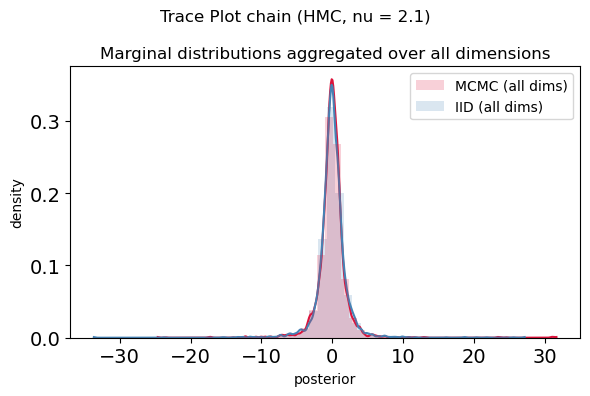 Trace Plot chain (HMC, nu = 2.1)
Marginal distributions aggregated over all dimensions
MCMC (all dims)
IID (all dims)
density
0.3
0.2
0.1
0.0
−30
−20
−10
0
10
20
30
posterior